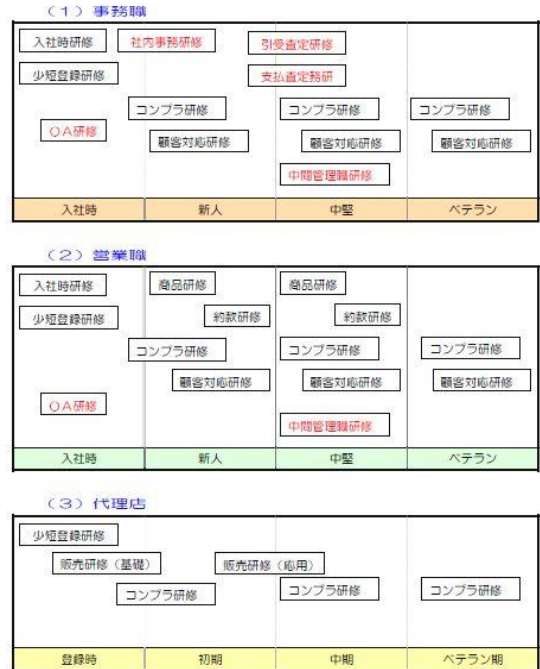 （１）事務職
入社時研修 社内事務研修 引受査定研修
少短登録研修 支払査定務研
コンプラ研修 コンプラ研修 コンプラ研修
ＯＡ研修 顧客対応研修 顧客対応研修 顧客対応研修
中間管理職研修
入社時 新人 中堅 ベテラン
（２）営業職
入社時研修 商品研修 商品研修
少短登録研修 約款研修 約款研修
コンプラ研修 コンプラ研修 コンプラ研修
顧客対応研修 顧客対応研修 顧客対応研修
ＯＡ研修
中間管理職研修
入社時 新人 中堅 ベテラン
（３）代理店
少短登録研修
販売研修（基礎） 販売研修（応用）
コンプラ研修 コンプラ研修 コンプラ研修
登録時 初期 中期 ベテラン期